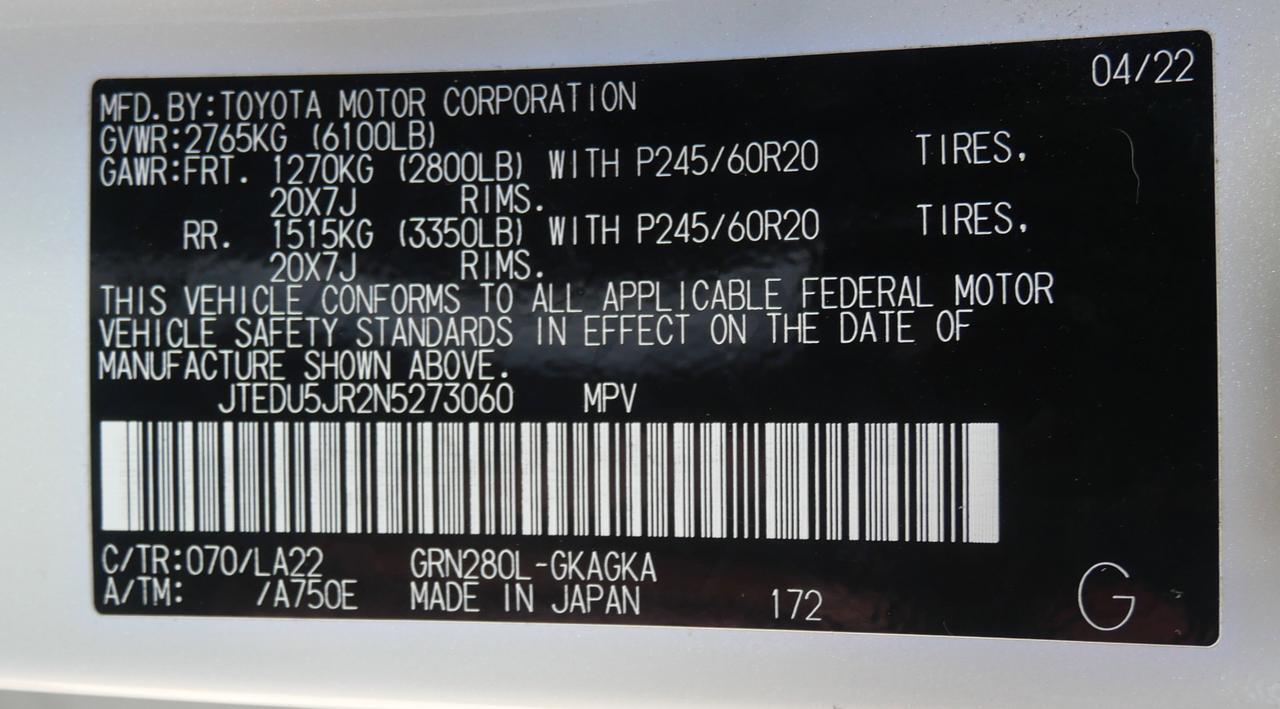 04/22
MFD.BY:TOYOTA MOTOR CORPORATION
GVWR:2765KG (6100LB)
GAWR:FRT. 1270KG (2800LB) WITH P245/60R20 TIRES,
20X7J RIMS.
RR. 1515KG (3350LB) WITH P245/60R20 TIRES,
20X7J RIMS.
THIS VEHICLE CONFORMS TO ALL APPLICABLE FEDERAL MOTOR
VEHICLE SAFETY STANDARDS IN EFFECT ON THE DATE OF
MANUFACTURE SHOWN ABOVE.
JTEDU5JR2N5273060 MPV
C/TR:070/LA22 GRN280L-GKAGKA
A/TM: /A750E MADE IN JAPAN 172
G